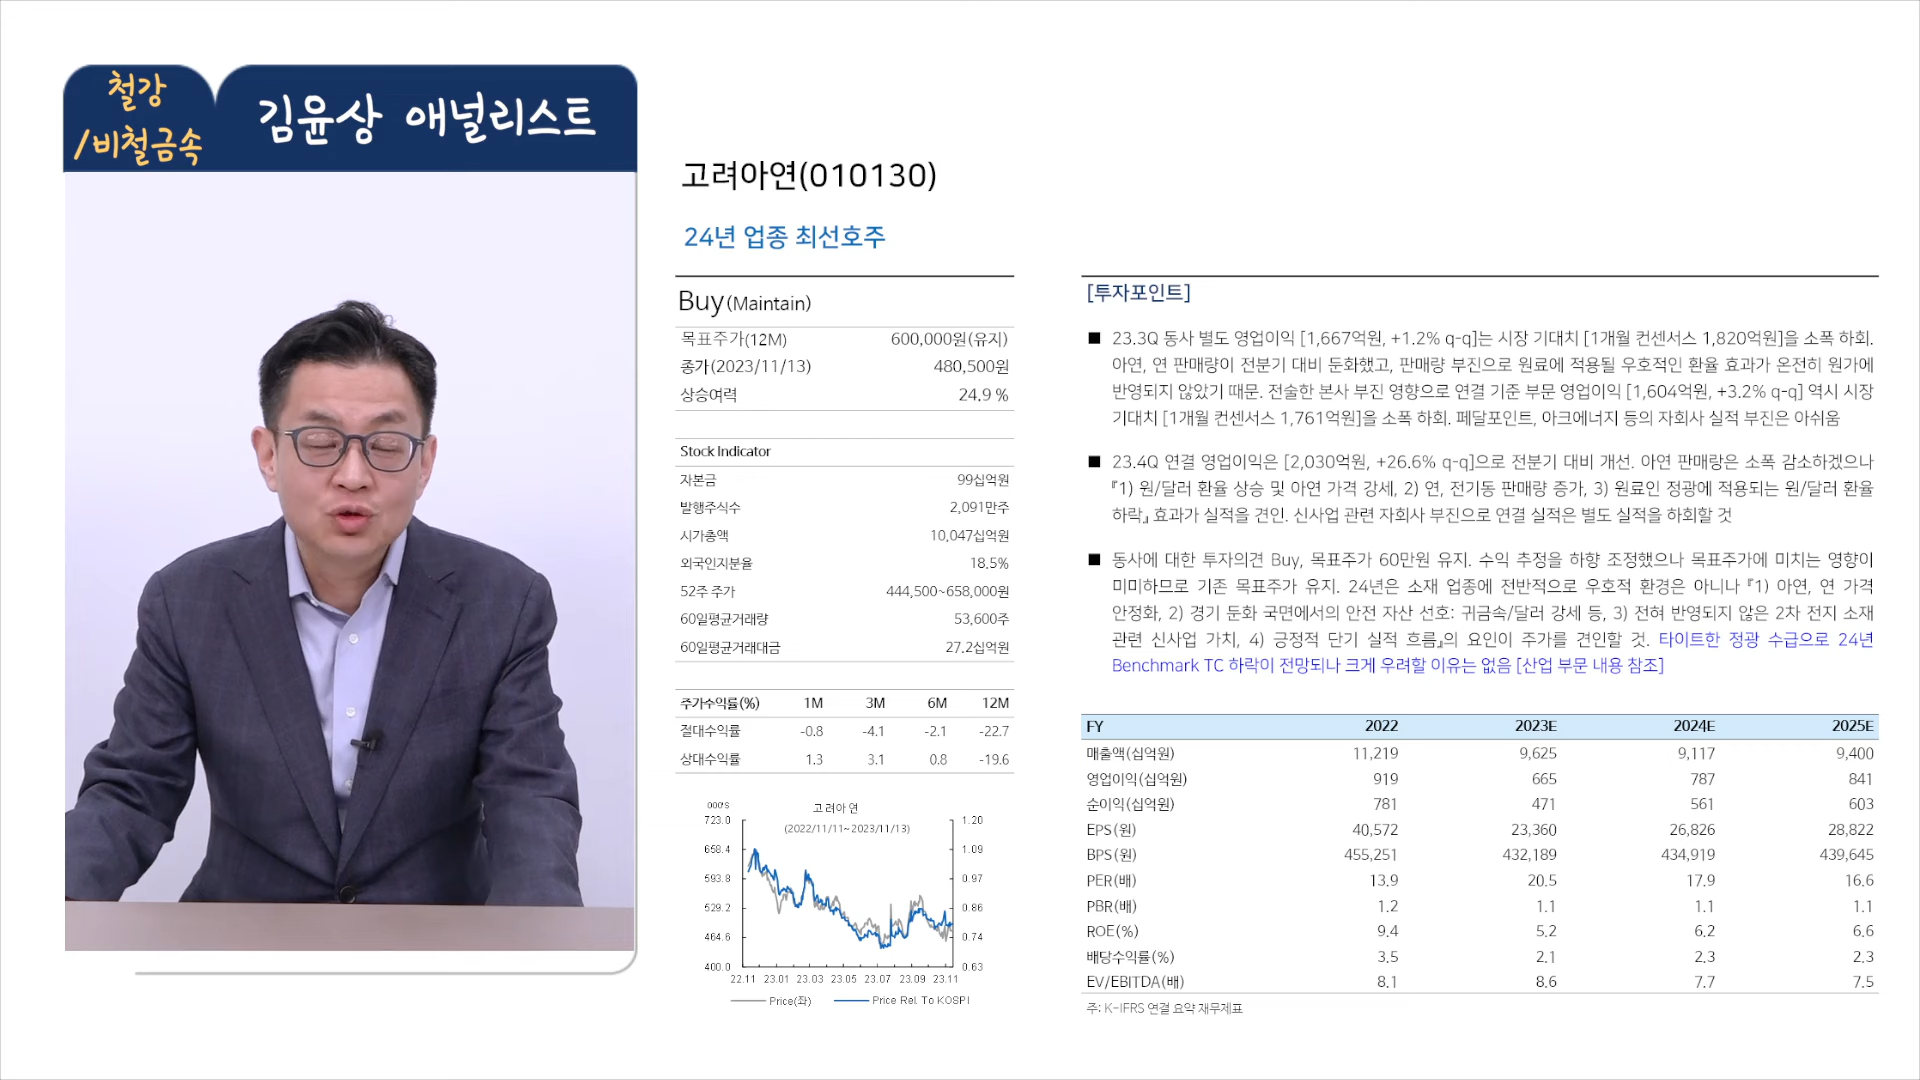 철강
/비철금속
김윤상 애널리스트
고려아연(010130)
24년 업종 최선호주
Buy(Maintain)
목표주가(12M) 600,000원(유지)
종가(2023/11/13) 480,500원
상승여력 24.9 %
Stock Indicator
자본금 99십억원
발행주식수 2,091만주
시가총액 10,047십억원
외국인지분율 18.5%
52주 주가 444,500~658,000원
60일평균거래량 53,600주
60일평균거래대금 27.2십억원
주가수익률(%) 1M 3M 6M 12M
절대수익률 -0.8 -4.1 -2.1 -22.7
상대수익률 1.3 3.1 0.8 -19.6
000'S 고려아연
(2022/11/11~2023/11/13)
723.0 1.20
658.4 1.09
593.8 0.97
529.2 0.86
464.6 0.74
400.0 0.63
22.11 23.01 23.03 23.05 23.07 23.09 23.11
Price(좌) Price Rel. To KOSPI
[투자포인트]
■ 23.3Q 동사 별도 영업이익 [1,667억원, +1.2% q-q]는 시장 기대치 [1개월 컨센서스 1,820억원]을 소폭 하회.
아연, 연 판매량이 전분기 대비 둔화했고, 판매량 부진으로 원료에 적용될 우호적인 환율 효과가 온전히 원가에
반영되지 않았기 때문. 전술한 본사 부진 영향으로 연결 기준 부문 영업이익 [1,604억원, +3.2% q-q] 역시 시장
기대치 [1개월 컨센서스 1,761억원]을 소폭 하회. 페달포인트, 아크에너지 등의 자회사 실적 부진은 아쉬움
■ 23.4Q 연결 영업이익은 [2,030억원, +26.6% q-q]으로 전분기 대비 개선. 아연 판매량은 소폭 감소하겠으나
『1) 원/달러 환율 상승 및 아연 가격 강세, 2) 연, 전기동 판매량 증가, 3) 원료인 정광에 적용되는 원/달러 환율
하락』 효과가 실적을 견인. 신사업 관련 자회사 부진으로 연결 실적은 별도 실적을 하회할 것
■ 동사에 대한 투자의견 Buy, 목표주가 60만원 유지. 수익 추정을 하향 조정했으나 목표주가에 미치는 영향이
미미하므로 기존 목표주가 유지. 24년은 소재 업종에 전반적으로 우호적 환경은 아니나 『1) 아연, 연 가격
안정화, 2) 경기 둔화 국면에서의 안전 자산 선호: 귀금속/달러 강세 등, 3) 전혀 반영되지 않은 2차 전지 소재
관련 신사업 가치, 4) 긍정적 단기 실적 흐름』의 요인이 주가를 견인할 것. 타이트한 정광 수급으로 24년
Benchmark TC 하락이 전망되나 크게 우려할 이유는 없음 [산업 부문 내용 참조]
FY 2022 2023E 2024E 2025E
매출액(십억원) 11,219 9,625 9,117 9,400
영업이익(십억원) 919 665 787 841
순이익(십억원) 781 471 561 603
EPS(원) 40,572 23,360 26,826 28,822
BPS(원) 455,251 432,189 434,919 439,645
PER(배) 13.9 20.5 17.9 16.6
PBR(배) 1.2 1.1 1.1 1.1
ROE(%) 9.4 5.2 6.2 6.6
배당수익률(%) 3.5 2.1 2.3 2.3
EV/EBITDA(배) 8.1 8.6 7.7 7.5
주: K-IFRS 연결 요약 재무제표